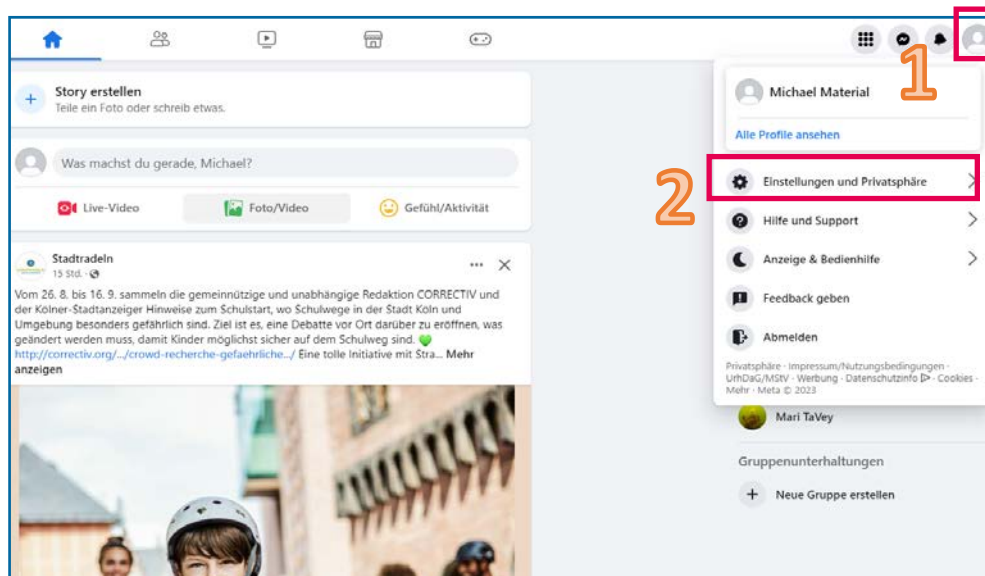 1
Story erstellen
Teile ein Foto oder schreib etwas.
Was machst du gerade, Michael?
Live-Video
Foto/Video
Gefühl/Aktivität
Stadtradeln
15 Std. ·
Vom 26. 8. bis 16. 9. sammeln die gemeinnützige und unabhängige Redaktion CORRECTIV und
der Kölner-Stadtanzeiger Hinweise zum Schulstart, wo Schulwege in der Stadt Köln und
Umgebung besonders gefährlich sind. Ziel ist es, eine Debatte vor Ort darüber zu eröffnen, was
geändert werden muss, damit Kinder möglichst sicher auf dem Schulweg sind. 💚
http://correctiv.org/.../crowd-recherche-gefaehrliche.../ Eine tolle Initiative mit Stra... Mehr
anzeigen
Michael Material
Alle Profile ansehen
2
Einstellungen und Privatsphäre
Hilfe und Support
Anzeige & Bedienhilfe
Feedback geben
Abmelden
Privatsphäre · Impressum/Nutzungsbedingungen ·
UrhDaG/MStV · Werbung · Datenschutzinfo · Cookies ·
Mehr · Meta © 2023
Mari TaVey
Gruppenunterhaltungen
Neue Gruppe erstellen